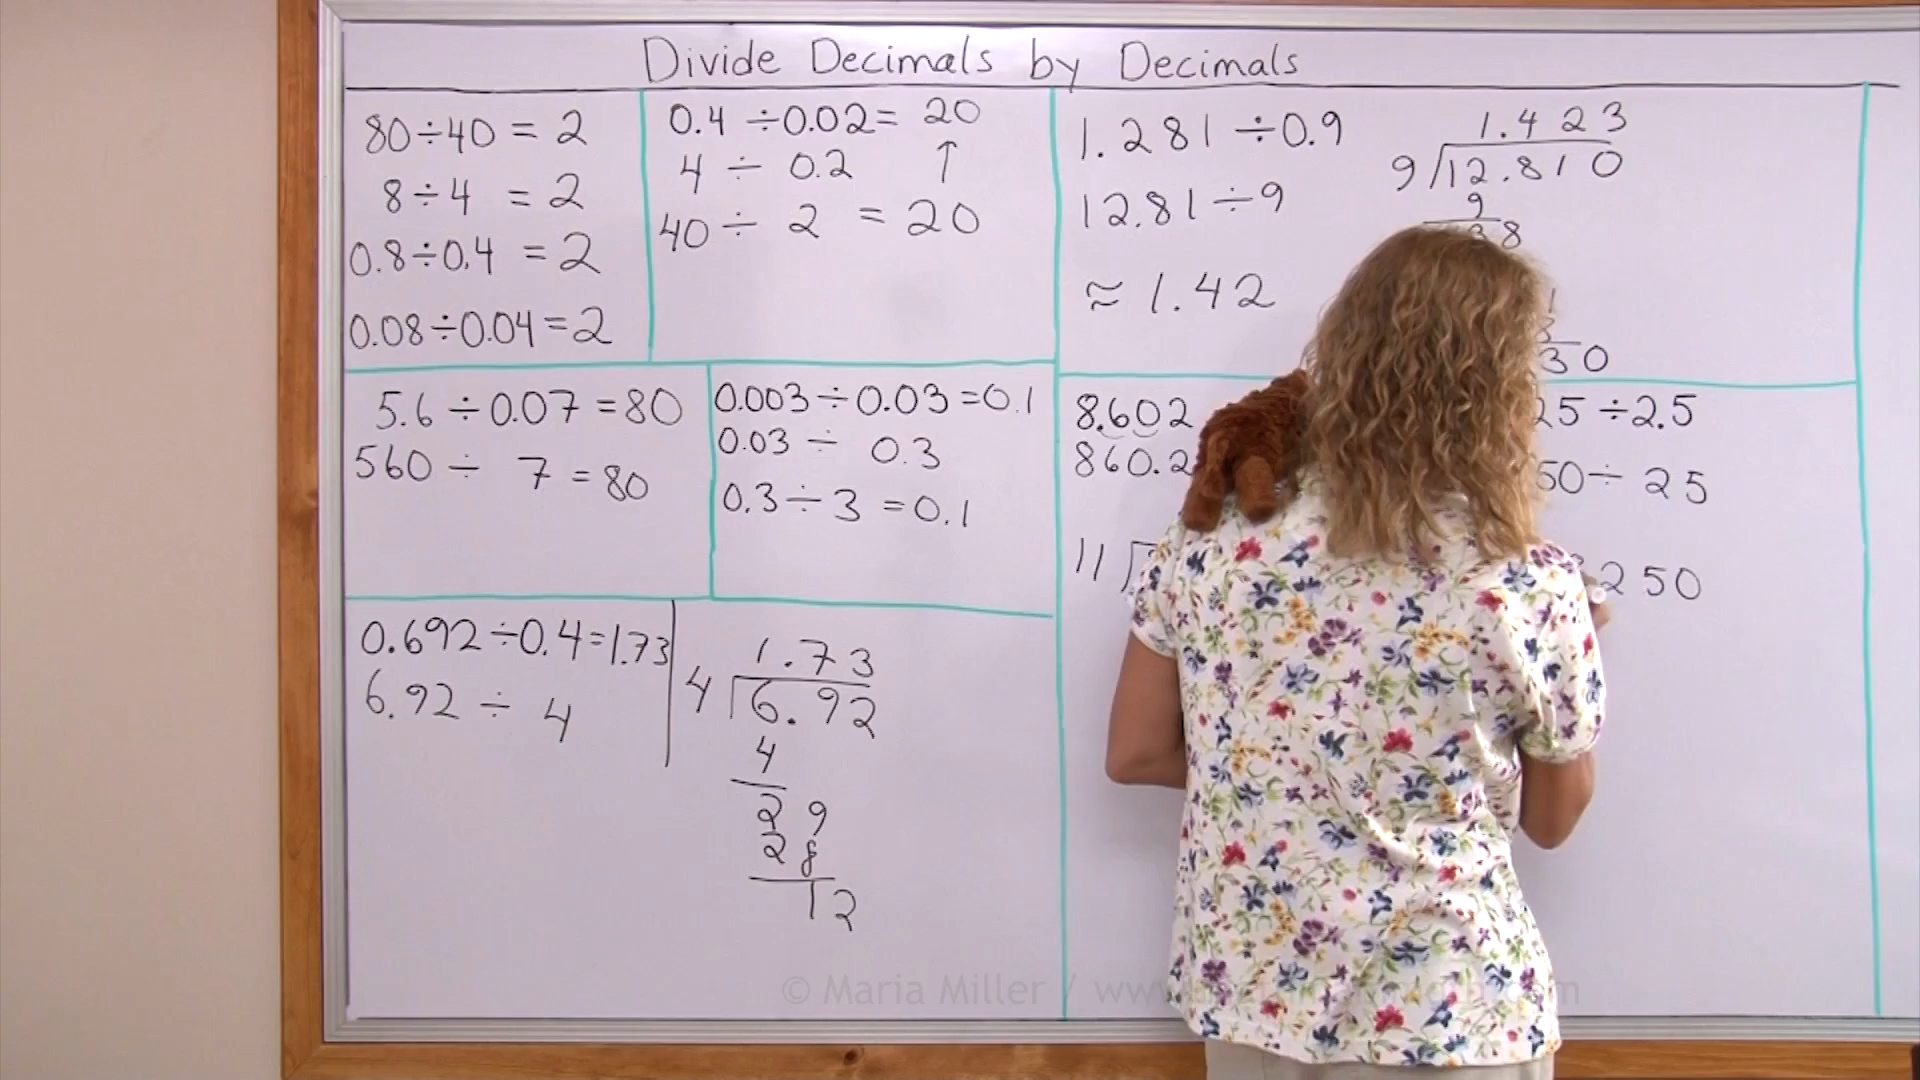 Divide Decimals by Decimals
80÷40 = 2
8÷4 = 2
0.8÷0.4 = 2
0.08÷0.04=2
0.4 ÷0.02= 20
4 ÷ 0.2 ↑
40 ÷ 2 = 20
1.281 ÷0.9
12.81÷9
≈ 1.42
1.423
9 12.810
9
38
30
5.6 ÷0.07 =80
560 ÷ 7 =80
0.003÷0.03=0.1
0.03 ÷ 0.3
0.3÷3 =0.1
8.602
860.2
11
25 ÷2.5
50÷ 25
250
0.692÷0.4=1.73
6.92 ÷ 4
1.73
4 6.92
4
29
28
12
© Maria Miller / www